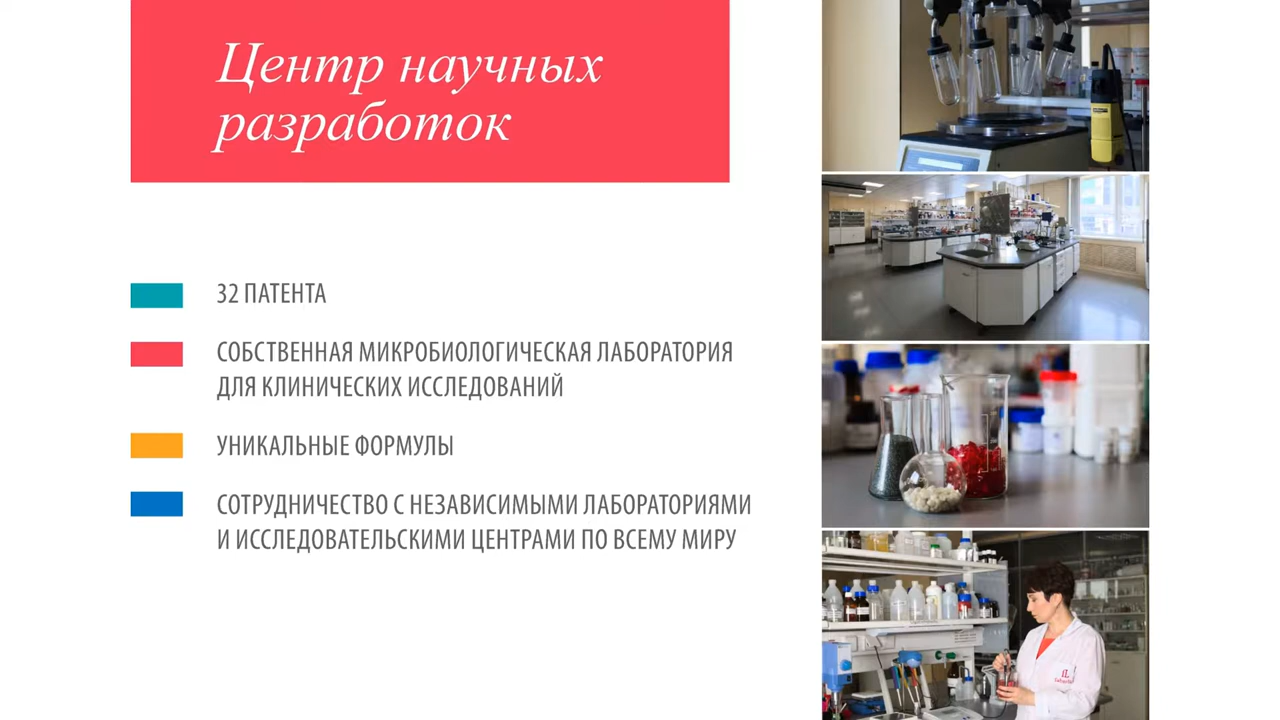 Центр научных
разработок
32 ПАТЕНТА
СОБСТВЕННАЯ МИКРОБИОЛОГИЧЕСКАЯ ЛАБОРАТОРИЯ
ДЛЯ КЛИНИЧЕСКИХ ИССЛЕДОВАНИЙ
УНИКАЛЬНЫЕ ФОРМУЛЫ
СОТРУДНИЧЕСТВО С НЕЗАВИСИМЫМИ ЛАБОРАТОРИЯМИ
И ИССЛЕДОВАТЕЛЬСКИМИ ЦЕНТРАМИ ПО ВСЕМУ МИРУ